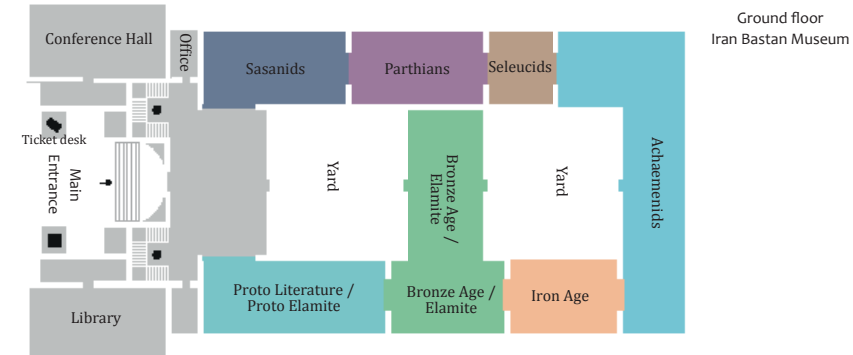 Ground floor
Iran Bastan Museum
Conference Hall
Office
Sasanids
Parthians
Seleucids
Ticket desk
Main
Entrance
Yard
Bronze Age /
Elamite
Yard
Achaemenids
Proto Literature /
Proto Elamite
Bronze Age /
Elamite
Iron Age
Library